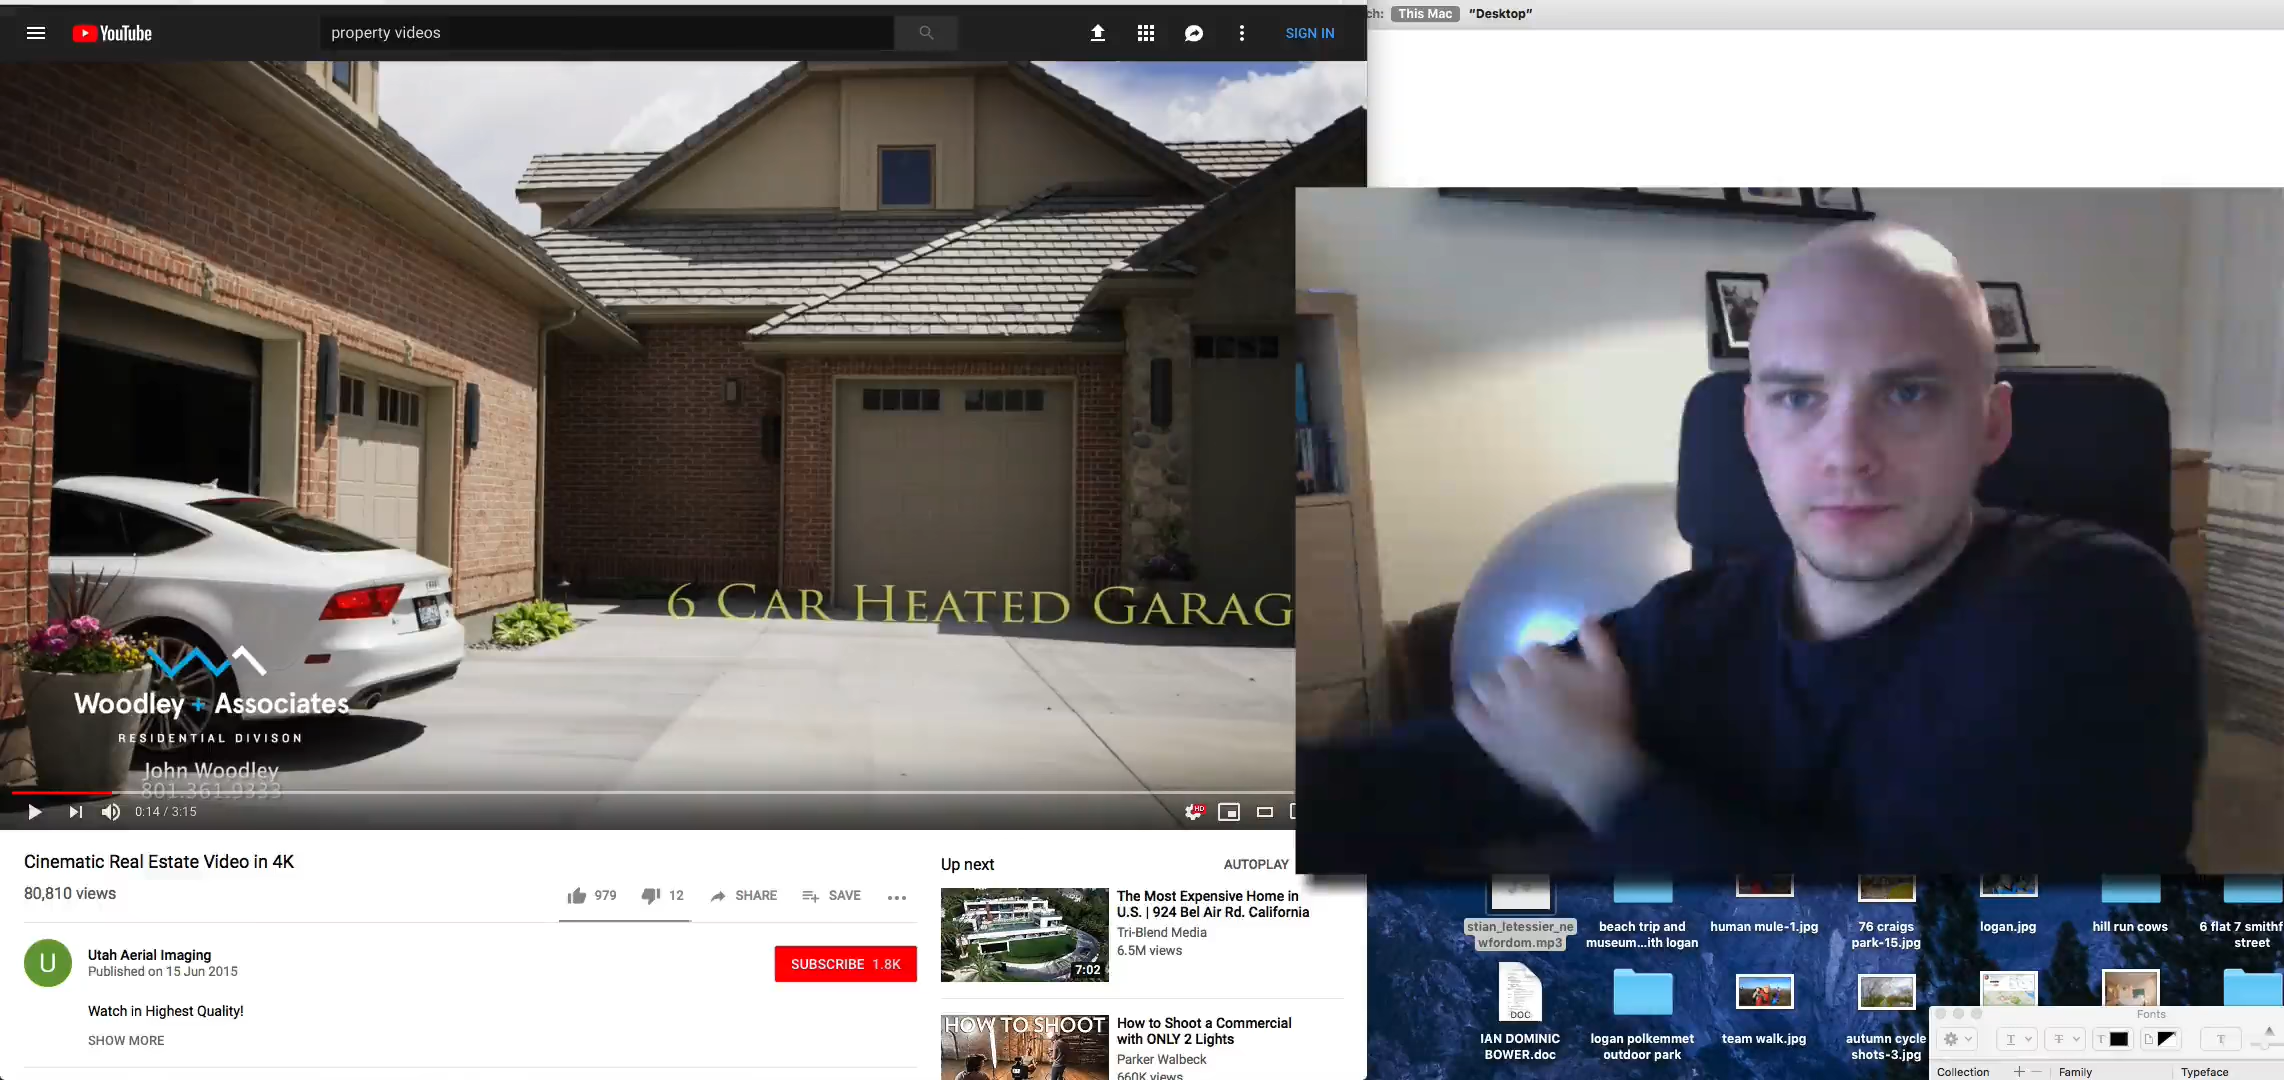 YouTube
property videos
SIGN IN
ch: This Mac "Desktop"
6 CAR HEATED GARAG
Woodley + Associates
RESIDENTIAL DIVISON
John Woodley
801.361.9333
0:14 / 3:15
HD
Cinematic Real Estate Video in 4K
80,810 views
979
12
SHARE
SAVE
U
Utah Aerial Imaging
Published on 15 Jun 2015
SUBSCRIBE 1.8K
Watch in Highest Quality!
SHOW MORE
Up next
AUTOPLAY
7:02
The Most Expensive Home in
U.S. | 924 Bel Air Rd. California
Tri-Blend Media
6.5M views
HOW TO SHOOT
How to Shoot a Commercial
with ONLY 2 Lights
Parker Walbeck
660K views
stian_letessier_ne
wfordom.mp3
beach trip and
museum...ith logan
human mule-1.jpg
76 craigs
park-15.jpg
logan.jpg
hill run cows
6 flat 7 smithf
street
DOC
IAN DOMINIC
BOWER.doc
logan polkemmet
outdoor park
team walk.jpg
autumn cycle
shots-3.jpg
Fonts
T
T
T
T
Collection
Family
Typeface